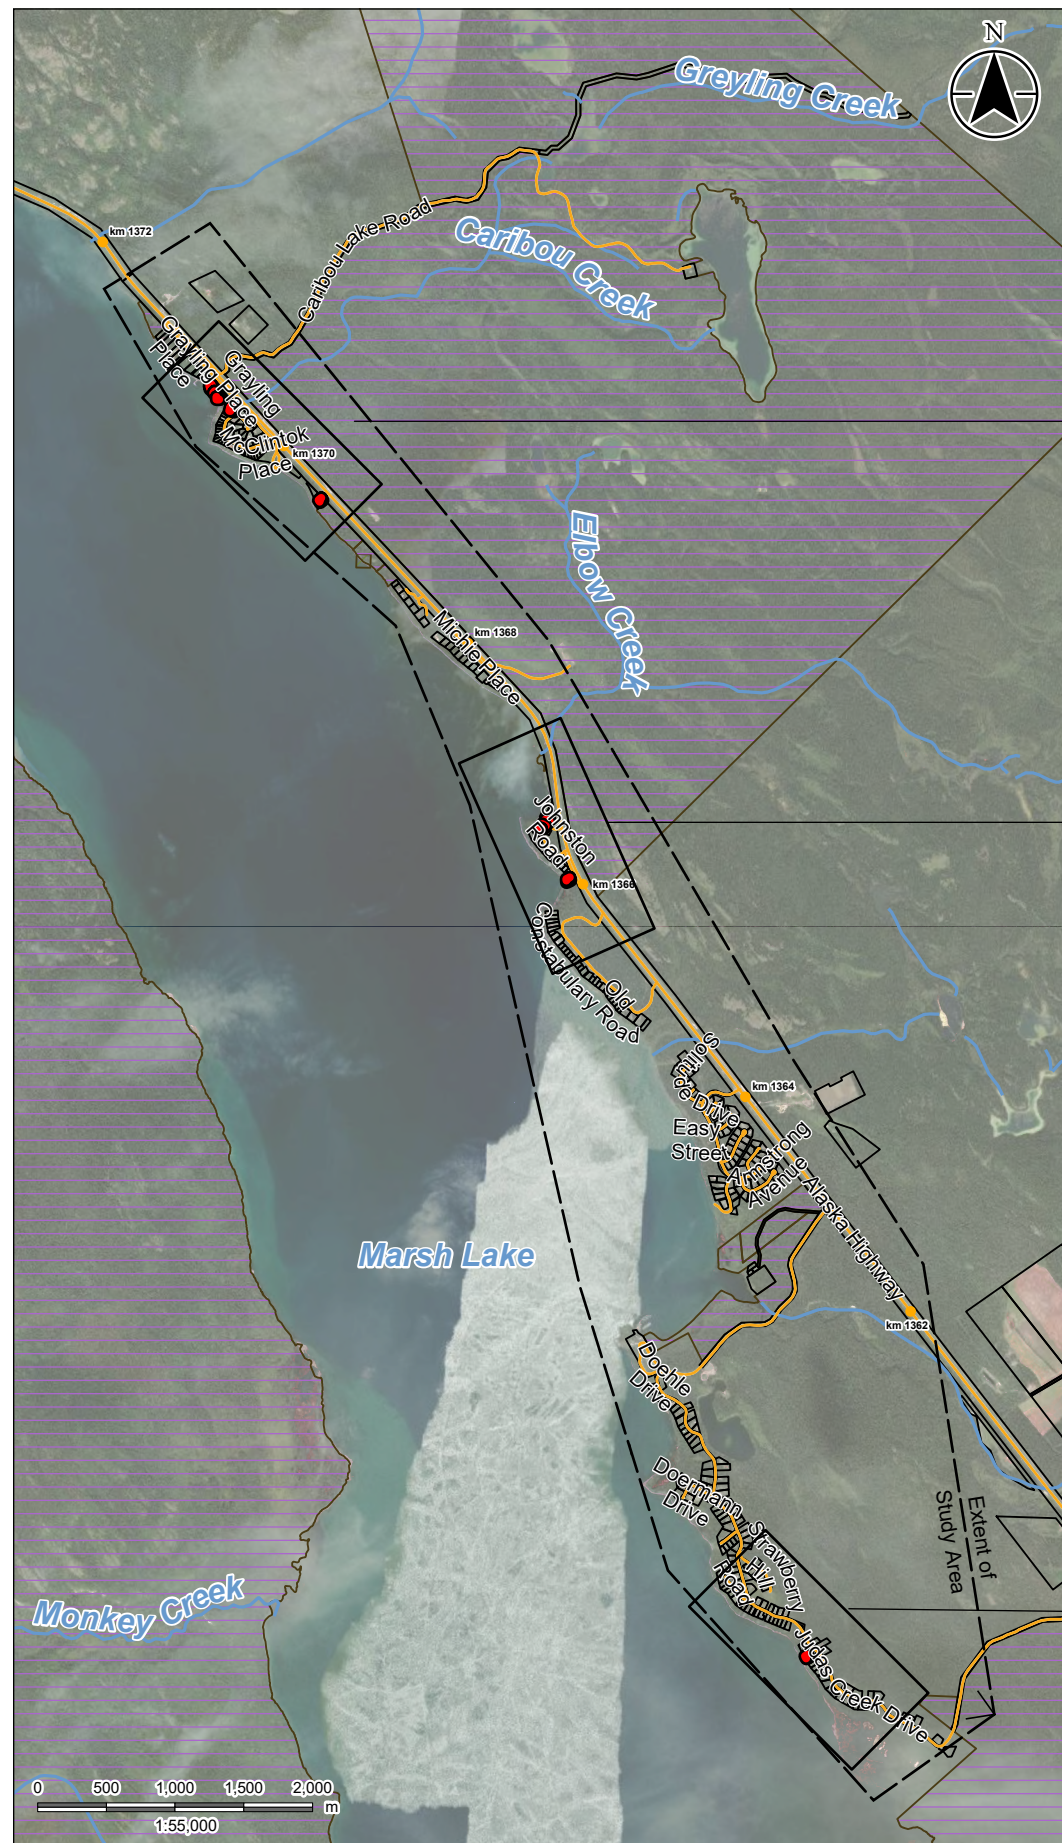 N
Greyling Creek
km 1372
Caribou Lake Road
Caribou Creek
Grayling
Place
Grayling Place
Grayling
McClintok
Place
km 1370
Elbow Creek
km 1368
Michie Place
Johnston
Road
km 1366
Old
Constabulary Road
Solitu
de Drive
km 1364
Easy
Street
Armstrong
Avenue
Alaska Highway
Marsh Lake
km 1362
Doehle
Drive
Doermann
Drive
Extent of
Study Area
Strawberry
Hill
Road
Monkey Creek
Judas Creek Drive
0 500 1,000 1,500 2,000
m
1:55,000